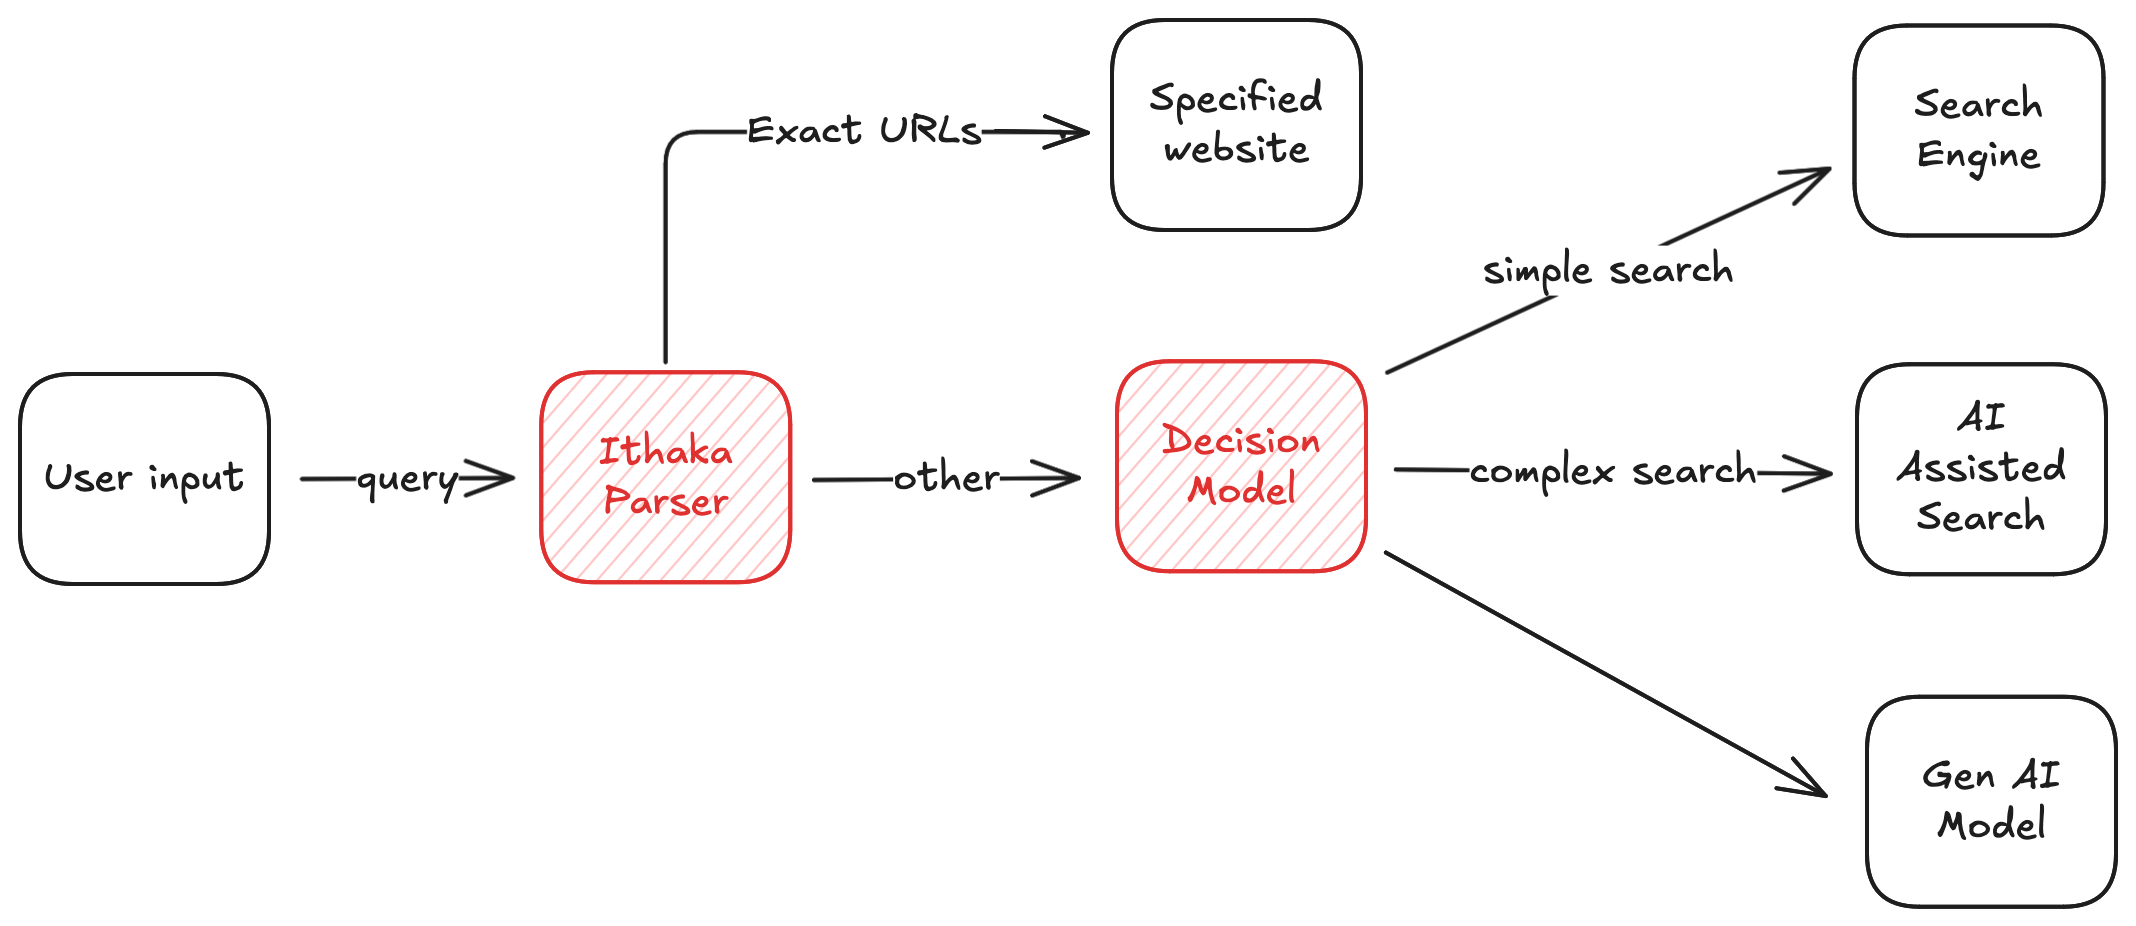 User input
query
Ithaka
Parser
Exact URLs
Specified
website
other
Decision
Model
simple search
Search
Engine
complex search
AI
Assisted
Search
Gen AI
Model